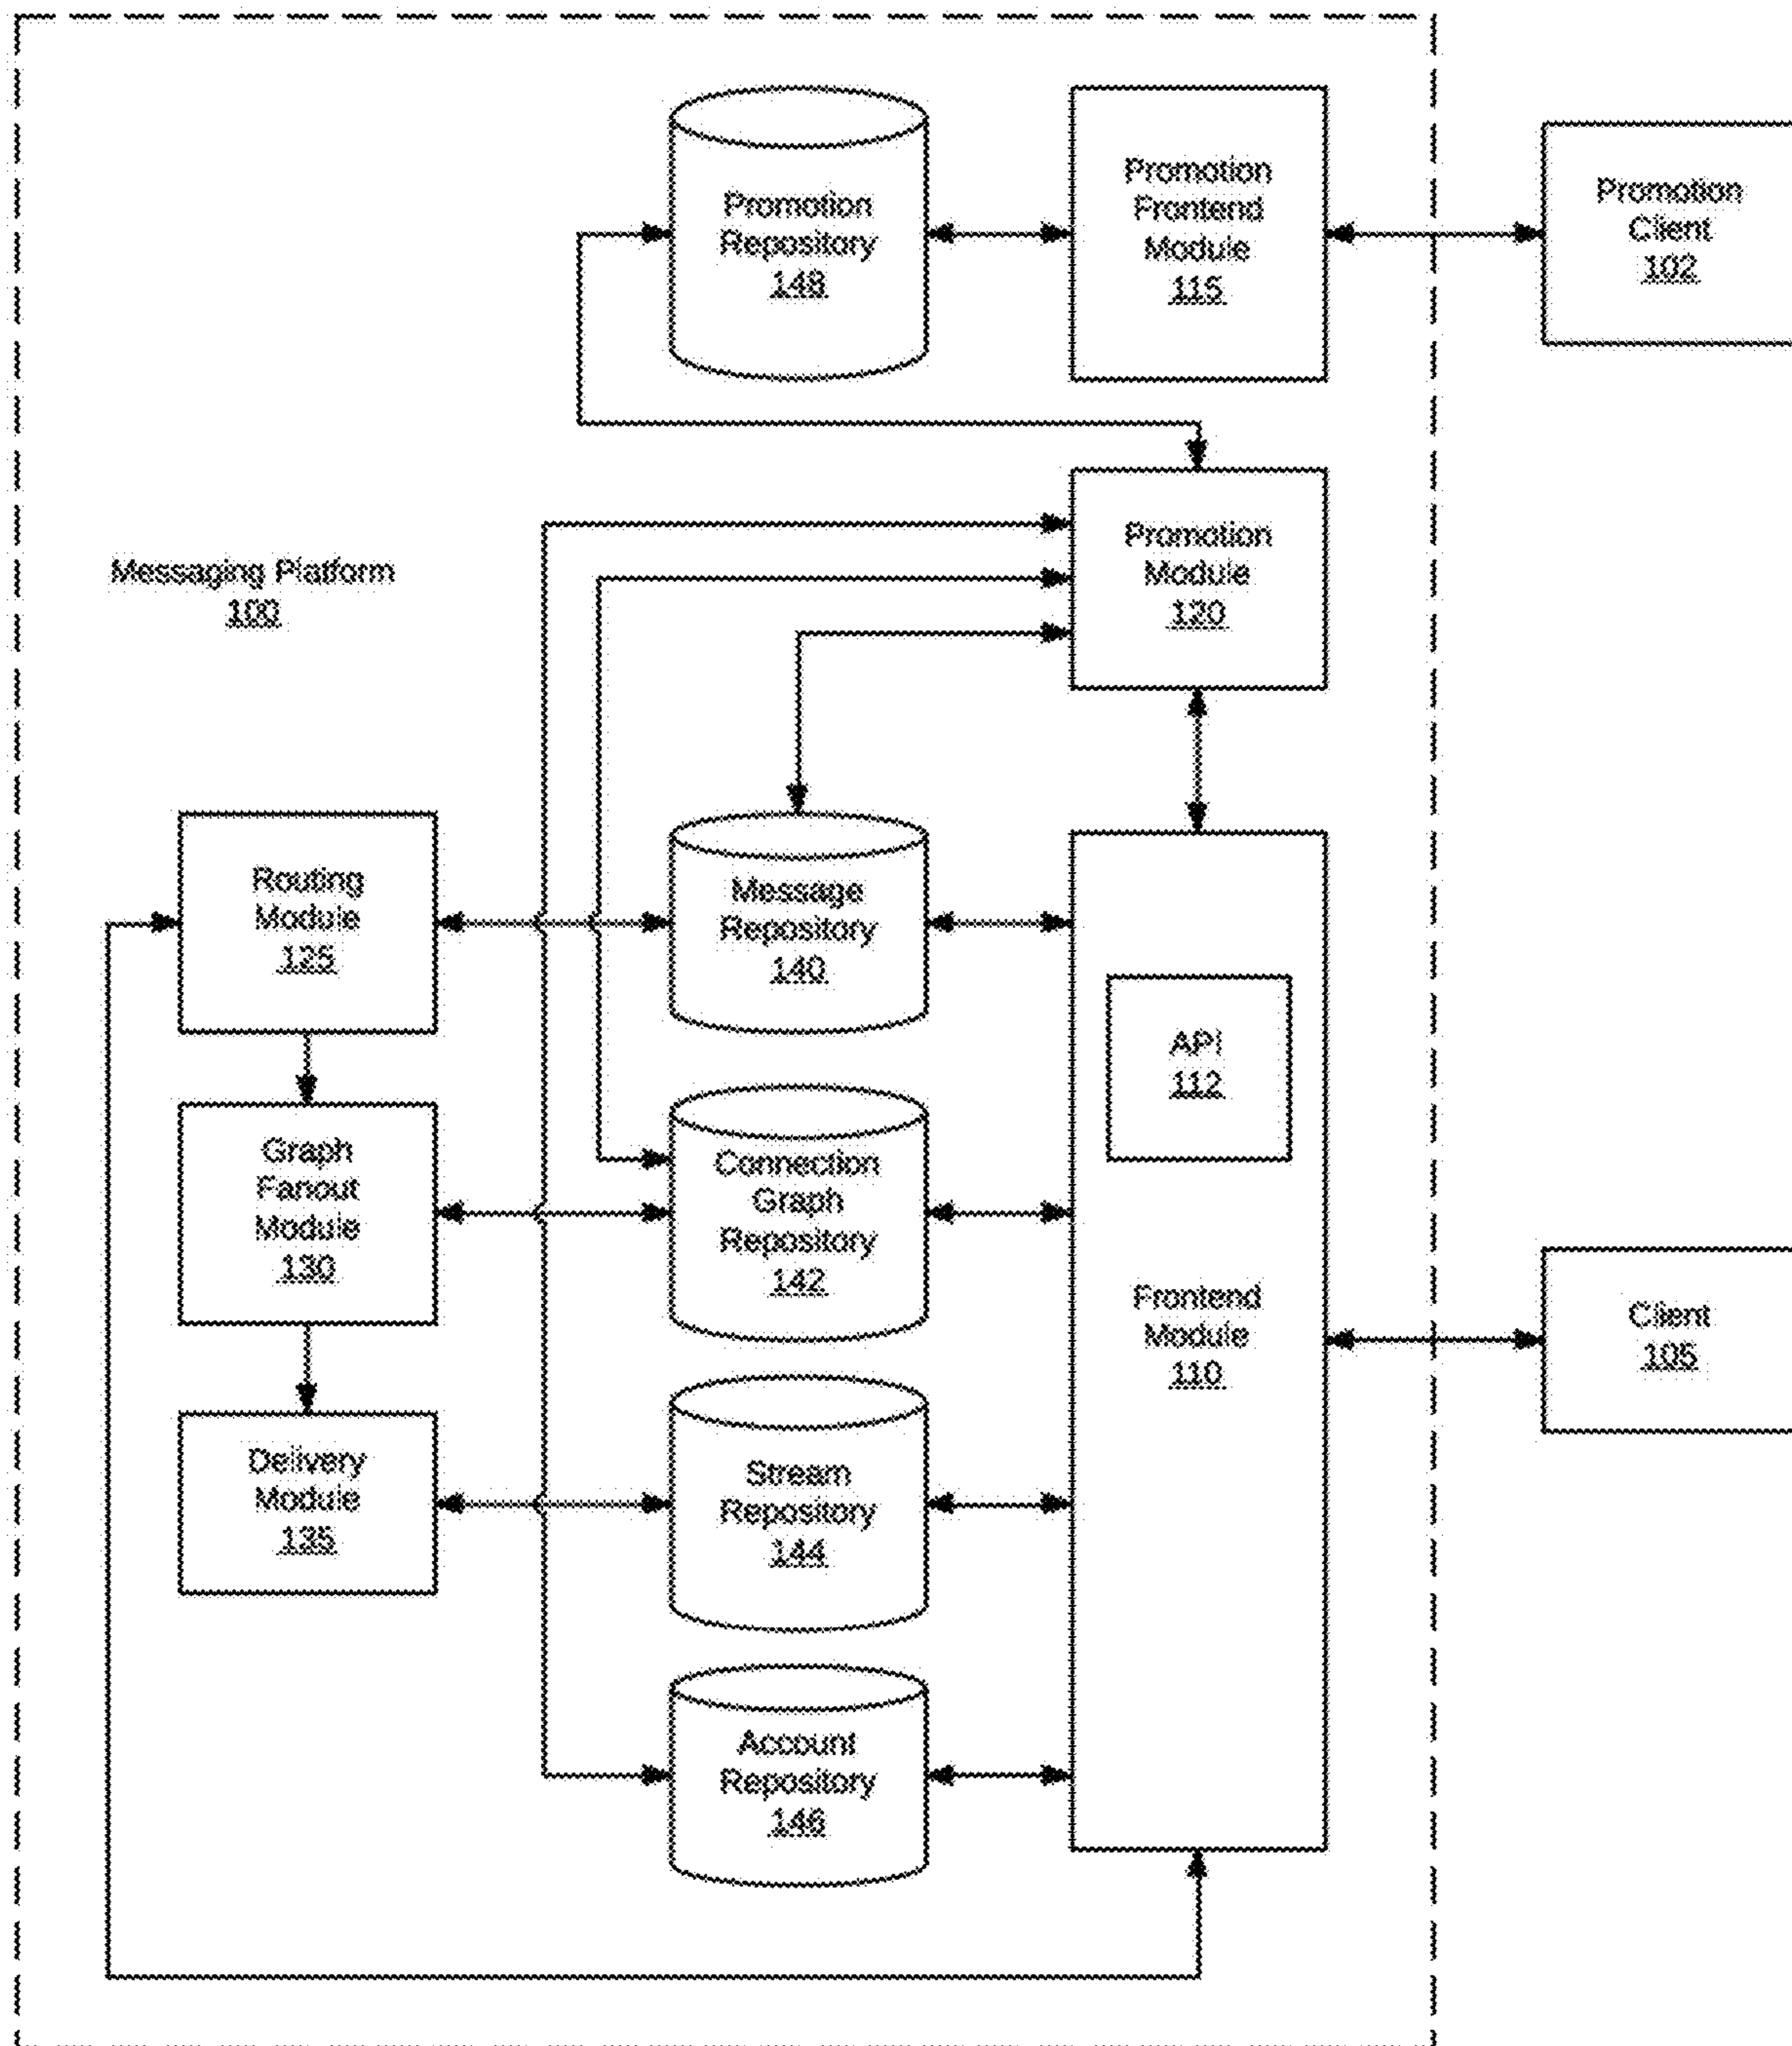 Promotion
Repository
148
Promotion
Frontend
Module
115
Promotion
Client
102
Messaging Platform
100
Promotion
Module
120
Routing
Module
125
Message
Repository
140
API
112
Graph
Fanout
Module
130
Connection
Graph
Repository
142
Frontend
Module
110
Client
105
Delivery
Module
135
Stream
Repository
144
Account
Repository
146